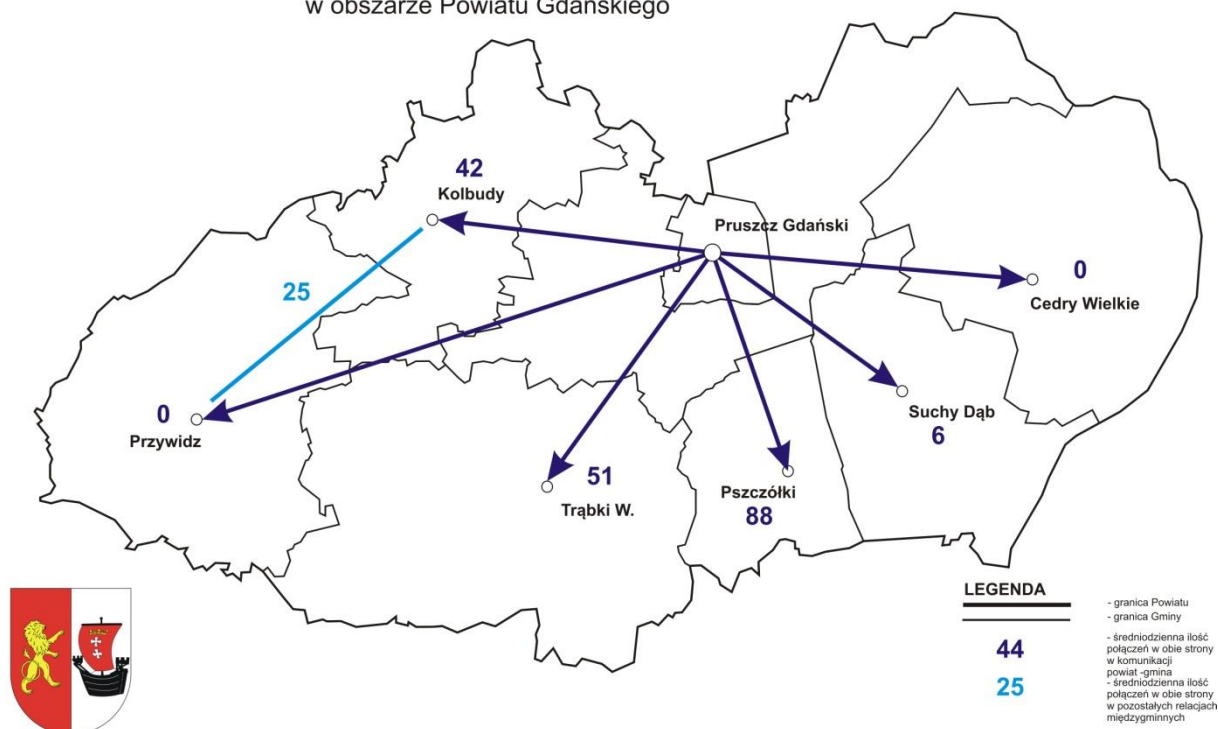 w obszarze Powiatu Gdańskiego
42
Kolbudy
Pruszcz Gdański
25
0
Cedry Wielkie
0
Przywidz
Suchy Dąb
6
51
Trąbki W.
Pszczółki
88
LEGENDA
- granica Powiatu
- granica Gminy
44
- średniodzienna ilość
połączeń w obie strony
w komunikacji
powiat -gmina
25
- średniodzienna ilość
połączeń w obie strony
w pozostałych relacjach
międzygminnych